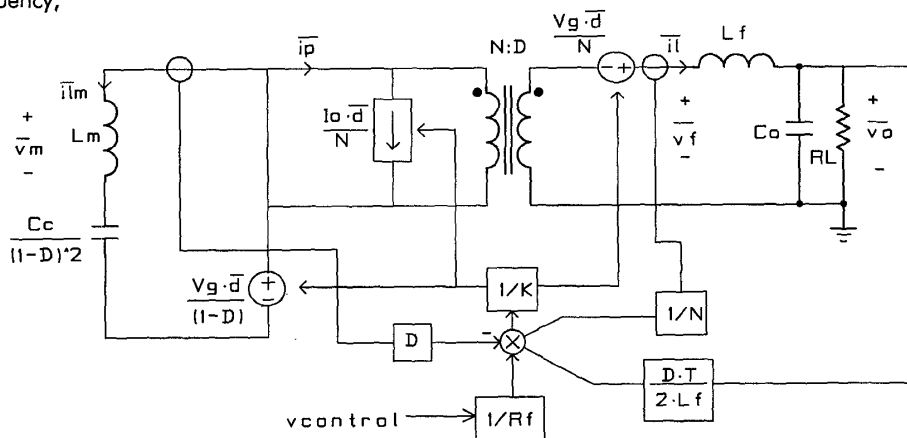 uency,
ip
N:D
Vg·d
N
il
Lf
ilm
+
vm
-
Lm
Io·d
N
+
vf
-
Co
RL
+
vo
-
Cc
(1-D)^2
Vg·d
(1-D)
+
-
1/K
1/N
D
-
×
D·T
2·Lf
vcontrol
1/Rf
-+